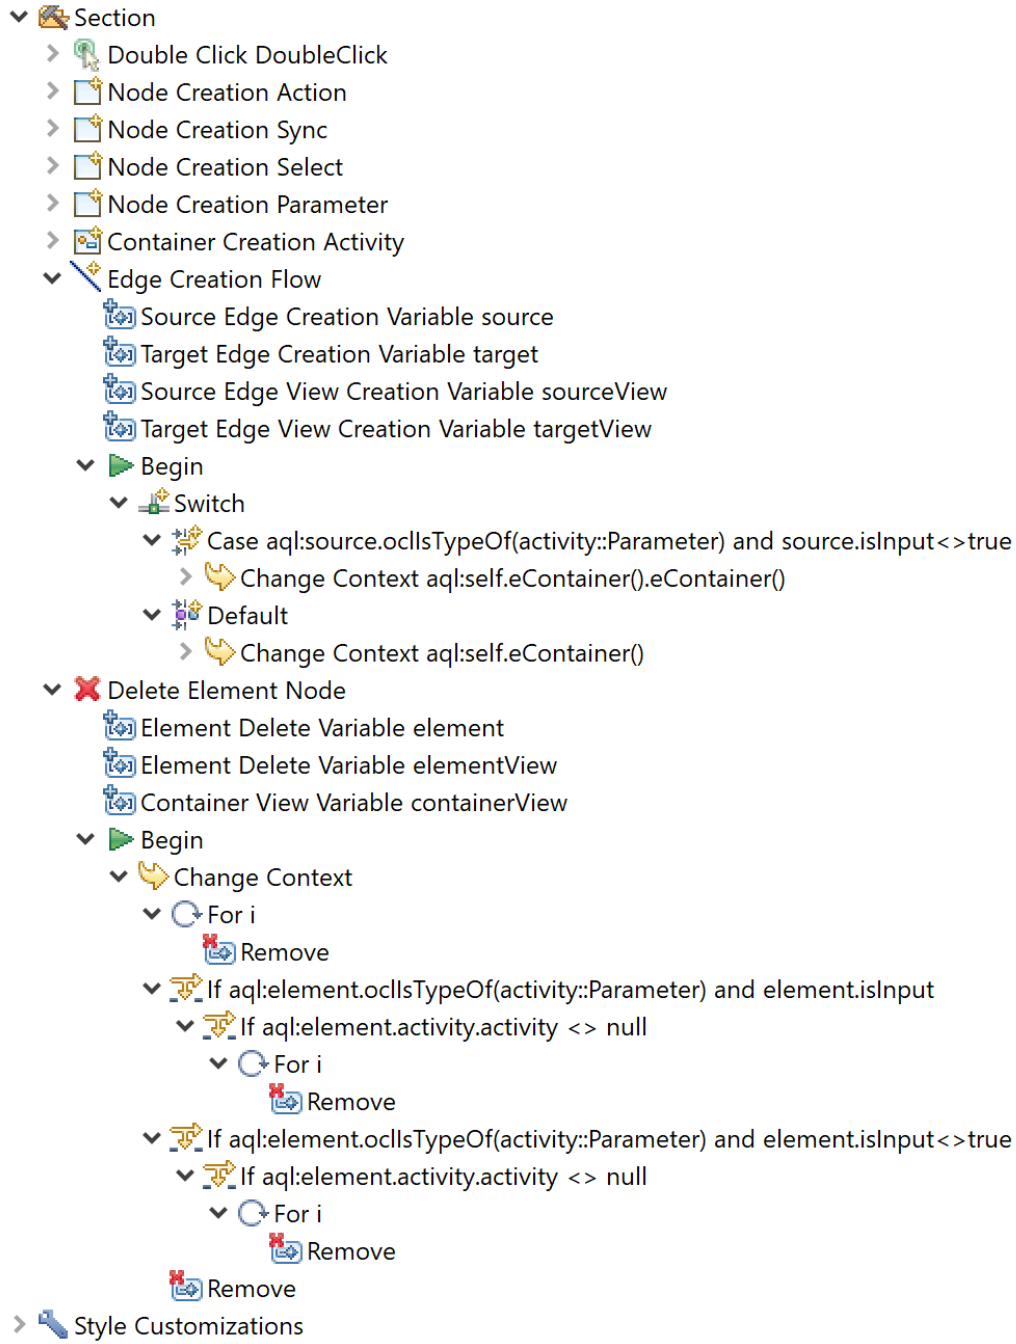 Section
Double Click DoubleClick
Node Creation Action
Node Creation Sync
Node Creation Select
Node Creation Parameter
Container Creation Activity
Edge Creation Flow
Source Edge Creation Variable source
Target Edge Creation Variable target
Source Edge View Creation Variable sourceView
Target Edge View Creation Variable targetView
Begin
Switch
Case aql:source.oclIsTypeOf(activity::Parameter) and source.isInput<>true
Change Context aql:self.eContainer().eContainer()
Default
Change Context aql:self.eContainer()
Delete Element Node
Element Delete Variable element
Element Delete Variable elementView
Container View Variable containerView
Begin
Change Context
For i
Remove
If aql:element.oclIsTypeOf(activity::Parameter) and element.isInput
If aql:element.activity.activity <> null
For i
Remove
If aql:element.oclIsTypeOf(activity::Parameter) and element.isInput<>true
If aql:element.activity.activity <> null
For i
Remove
Remove
Style Customizations